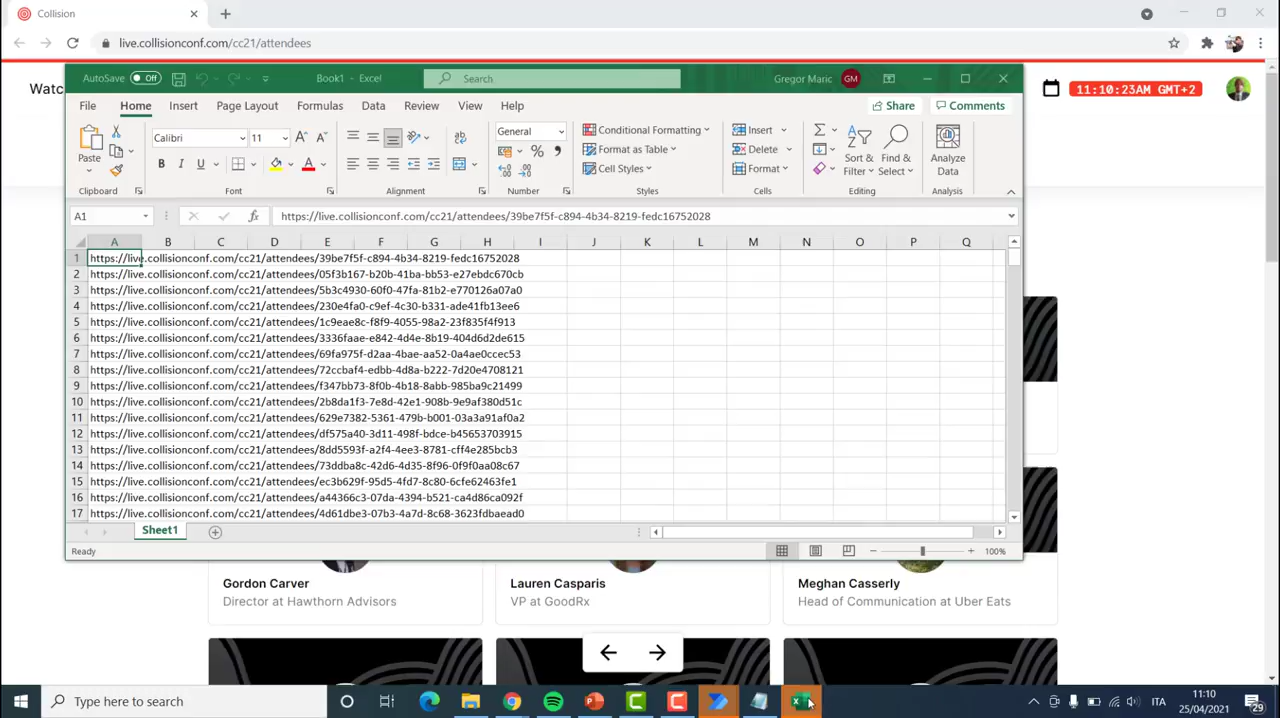 Collision
live.collisionconf.com/cc21/attendees
Watc
11:10:23AM GMT+2
AutoSave Off Book1 - Excel Search Gregor Maric GM
File Home Insert Page Layout Formulas Data Review View Help Share Comments
Paste Calibri 11 General Conditional Formatting Format as Table Cell Styles Insert Delete Format Sort & Filter Find & Select Analyze Data
Clipboard Font Alignment Number Styles Cells Editing Analysis
A1 https://live.collisionconf.com/cc21/attendees/39be7f5f-c894-4b34-8219-fedc16752028
A B C D E F G H I J K L M N O P Q
1 https://live.collisionconf.com/cc21/attendees/39be7f5f-c894-4b34-8219-fedc16752028
2 https://live.collisionconf.com/cc21/attendees/05f3b167-b20b-41ba-bb53-e27ebdc670cb
3 https://live.collisionconf.com/cc21/attendees/5b3c4930-60f0-47fa-81b2-e770126a07a0
4 https://live.collisionconf.com/cc21/attendees/230e4fa0-c9ef-4c30-b331-ade41fb13ee6
5 https://live.collisionconf.com/cc21/attendees/1c9eae8c-f8f9-4055-98a2-23f835f4f913
6 https://live.collisionconf.com/cc21/attendees/3336faae-e842-4d4e-8b19-404d6d2de615
7 https://live.collisionconf.com/cc21/attendees/69fa975f-d2aa-4bae-aa52-0a4ae0ccec53
8 https://live.collisionconf.com/cc21/attendees/72ccbaf4-edbb-4d8a-b222-7d20e4708121
9 https://live.collisionconf.com/cc21/attendees/f347bb73-8f0b-4b18-8abb-985ba9c21499
10 https://live.collisionconf.com/cc21/attendees/2b8da1f3-7e8d-42e1-908b-9e9af380d51c
11 https://live.collisionconf.com/cc21/attendees/629e7382-5361-479b-b001-03a3a91af0a2
12 https://live.collisionconf.com/cc21/attendees/df575a40-3d11-498f-bdce-b45653703915
13 https://live.collisionconf.com/cc21/attendees/8dd5593f-a2f4-4ee3-8781-cff4e285bcb3
14 https://live.collisionconf.com/cc21/attendees/73ddba8c-42d6-4d35-8f96-0f9f0aa08c67
15 https://live.collisionconf.com/cc21/attendees/ec3b629f-95d5-4fd7-8c80-6cfe62463fe1
16 https://live.collisionconf.com/cc21/attendees/a44366c3-07da-4394-b521-ca4d86ca092f
17 https://live.collisionconf.com/cc21/attendees/4d61dbe3-07b3-4a7d-8c68-3623fdbaead0
Sheet1
Ready 100%
Gordon Carver
Director at Hawthorn Advisors
Lauren Casparis
VP at GoodRx
Meghan Casserly
Head of Communication at Uber Eats
Type here to search ITA 11:10
25/04/2021 29